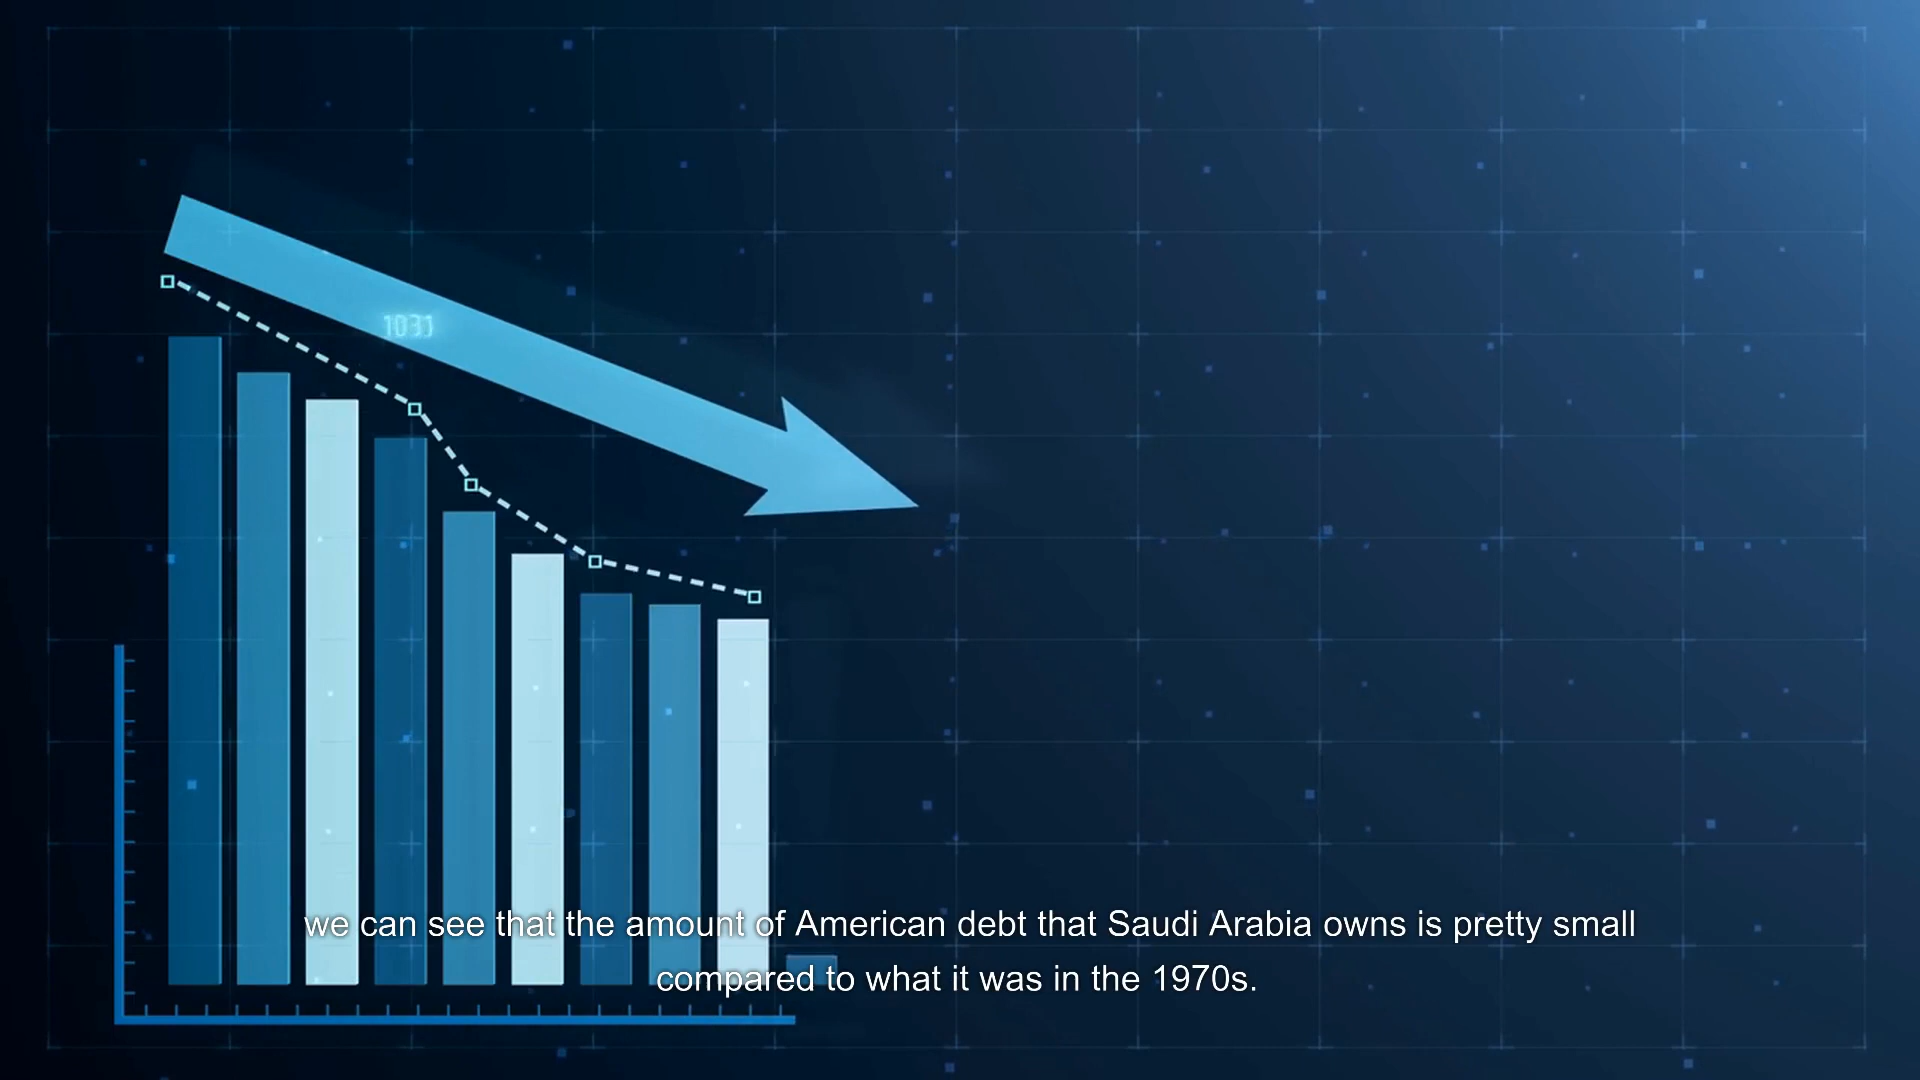 we can see that the amount of American debt that Saudi Arabia owns is pretty small
compared to what it was in the 1970s.